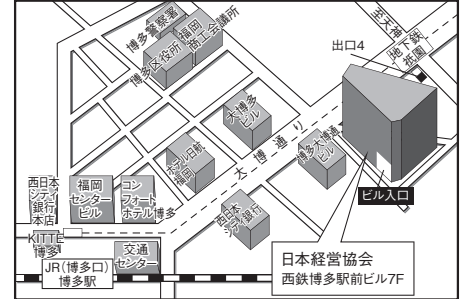 博多警察署
福岡
商工会議所
博多区役所
至天神
地下鉄
祇園
出口4
大博多
ビル
大博通り
博多大博通
ビル
ホテル日航
福岡
西日本
シティ銀行
西日本
シティ
銀行
本店
福岡
センター
ビル
コン
フォート
ホテル博多
KITTE
博多
交通
センター
JR(博多口)
博多駅
ビル入口
日本経営協会
西鉄博多駅前ビル7F